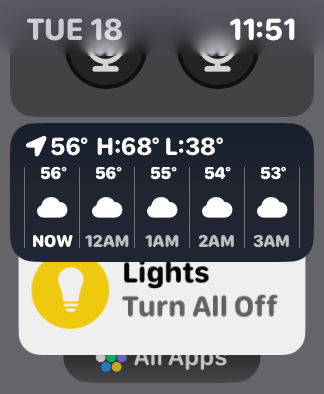 TUE 18 11:51
56° H:68° L:38°
56° 56° 55° 54° 53°
NOW 12AM 1AM 2AM 3AM
Lights
Turn All Off
All Apps